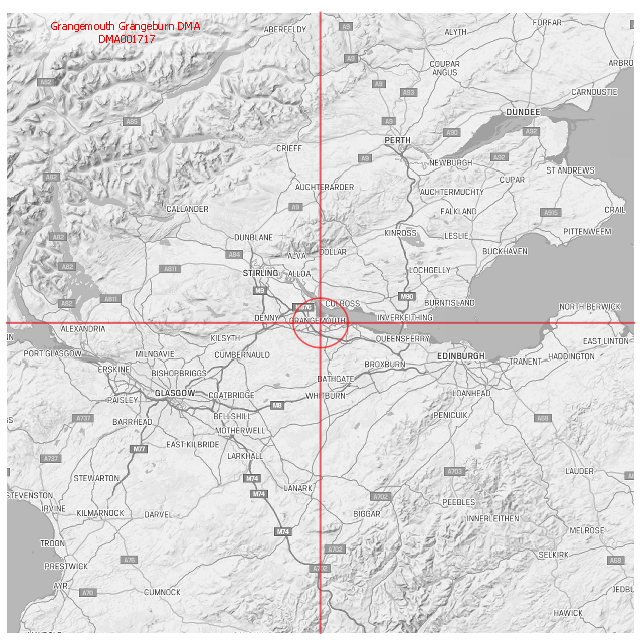 Grangemouth Grangeburn DMA
DMA001717
ABERFELDY
A9
ALYTH
FORFAR
A9
COUPAR
ANGUS
A9
A93
CARNOUSTIE
A85
A9
DUNDEE
A90
A92
PERTH
CRIEFF
A9
NEWBURGH
ST ANDREWS
A82
AUCHTERARDER
CUPAR
AUCHTERMUCHTY
CALLANDER
A9
FALKLAND
A915
CRAIL
A82
DUNBLANE
KINROSS
LESLIE
PITTENWEEM
A84
ALVA
DOLLAR
BUCKHAVEN
A82
A811
STIRLING
ALLOA
LOCHGELLY
M9
M90
A82
A811
CULROSS
BURNTISLAND
NORTH BERWICK
DENNY
GRANGEMOUTH
INVERKEITHING
ALEXANDRIA
KILSYTH
QUEENSFERRY
EAST LINTON
PORT GLASGOW
MILNGAVIE
CUMBERNAULD
EDINBURGH
HADDINGTON
ERSKINE
BISHOPBRIGGS
BROXBURN
TRANENT
BATHGATE
GLASGOW
COATBRIDGE
WHITBURN
LOANHEAD
PAISLEY
M8
A737
BARRHEAD
BELLSHILL
PENICUIK
A68
MOTHERWELL
M77
EAST KILBRIDE
A737
LARKHALL
STEWARTON
M74
A703
LAUDER
LANARK
M74
A702
STEVENSTON
IRVINE
PEEBLES
KILMARNOCK
DARVEL
BIGGAR
INNERLEITHEN
M74
MELROSE
TROON
A702
SELKIRK
A76
A68
PRESTWICK
A702
AYR
A70
CUMNOCK
JEDBU
HAWICK